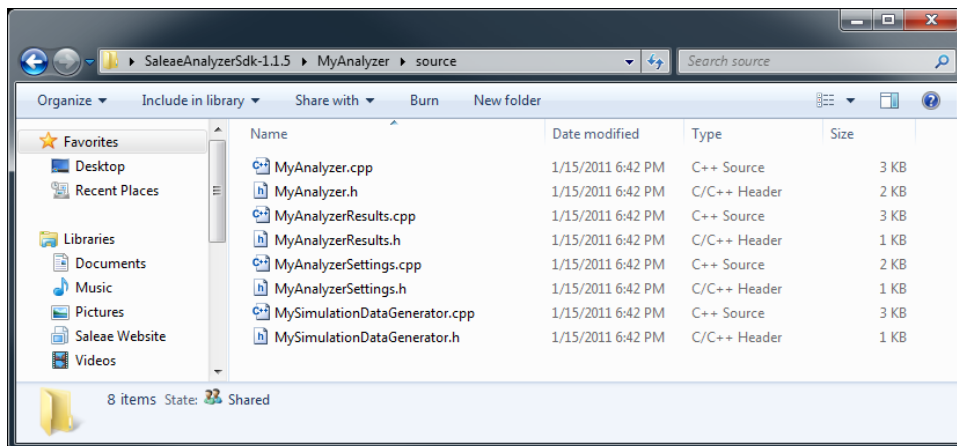 SaleaeAnalyzerSdk-1.1.5 MyAnalyzer source Search source
Organize Include in library Share with Burn New folder
Name Date modified Type Size
Favorites
Desktop
Recent Places
Libraries
Documents
Music
Pictures
Saleae Website
Videos
MyAnalyzer.cpp 1/15/2011 6:42 PM C++ Source 3 KB
MyAnalyzer.h 1/15/2011 6:42 PM C/C++ Header 2 KB
MyAnalyzerResults.cpp 1/15/2011 6:42 PM C++ Source 3 KB
MyAnalyzerResults.h 1/15/2011 6:42 PM C/C++ Header 1 KB
MyAnalyzerSettings.cpp 1/15/2011 6:42 PM C++ Source 2 KB
MyAnalyzerSettings.h 1/15/2011 6:42 PM C/C++ Header 1 KB
MySimulationDataGenerator.cpp 1/15/2011 6:42 PM C++ Source 3 KB
MySimulationDataGenerator.h 1/15/2011 6:42 PM C/C++ Header 1 KB
8 items State: Shared